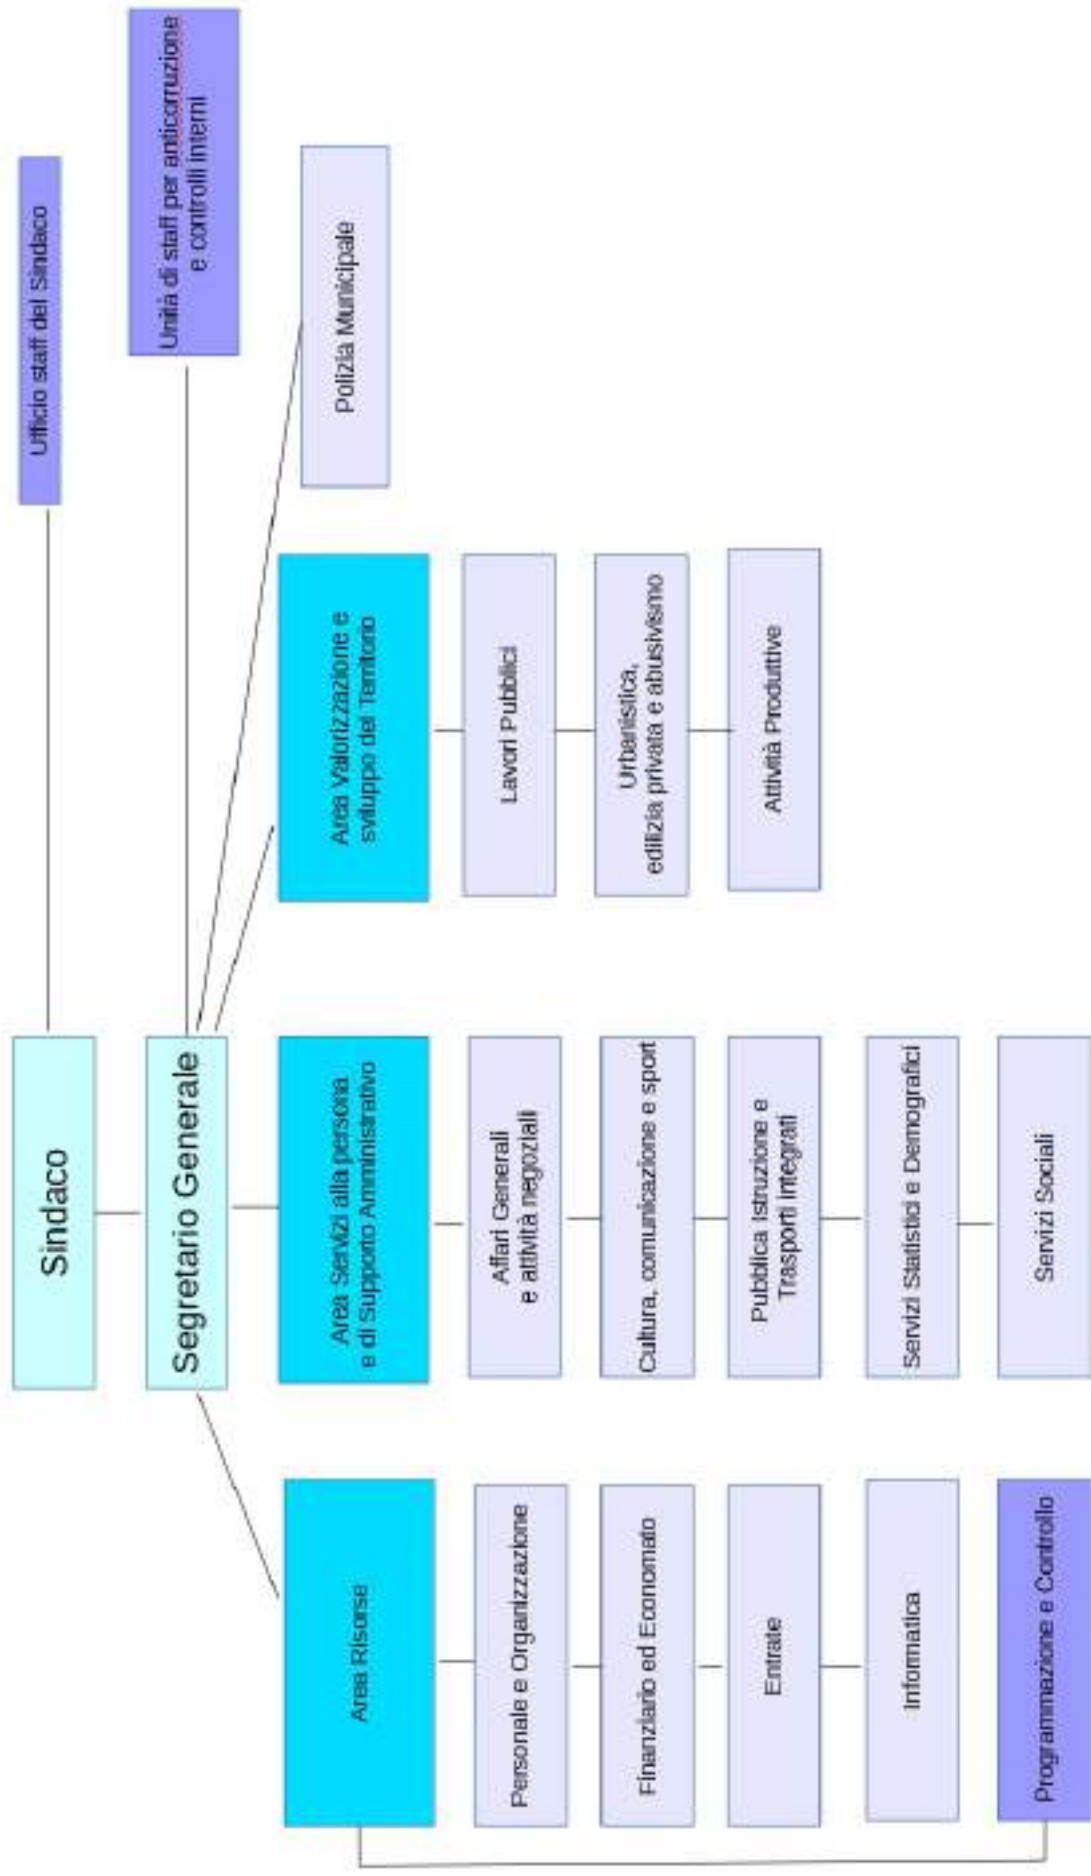 Ufficio staff del Sindaco
Unità di staff per anticorruzione
e controlli interni
Sindaco
Segretario Generale
Area Risorse
Personale e Organizzazione
Finanziario ed Economato
Entrate
Informatica
Programmazione e Controllo
Area Servizi alla persona
e di Supporto Amministrativo
Affari Generali
e attività negoziali
Cultura, comunicazione e sport
Pubblica Istruzione e
Trasporti integrati
Servizi Statistici e Demografici
Servizi Sociali
Area Valorizzazione e
sviluppo del Territorio
Lavori Pubblici
Urbanistica,
edilizia privata e abusivismo
Attività Produttive
Polizia Municipale